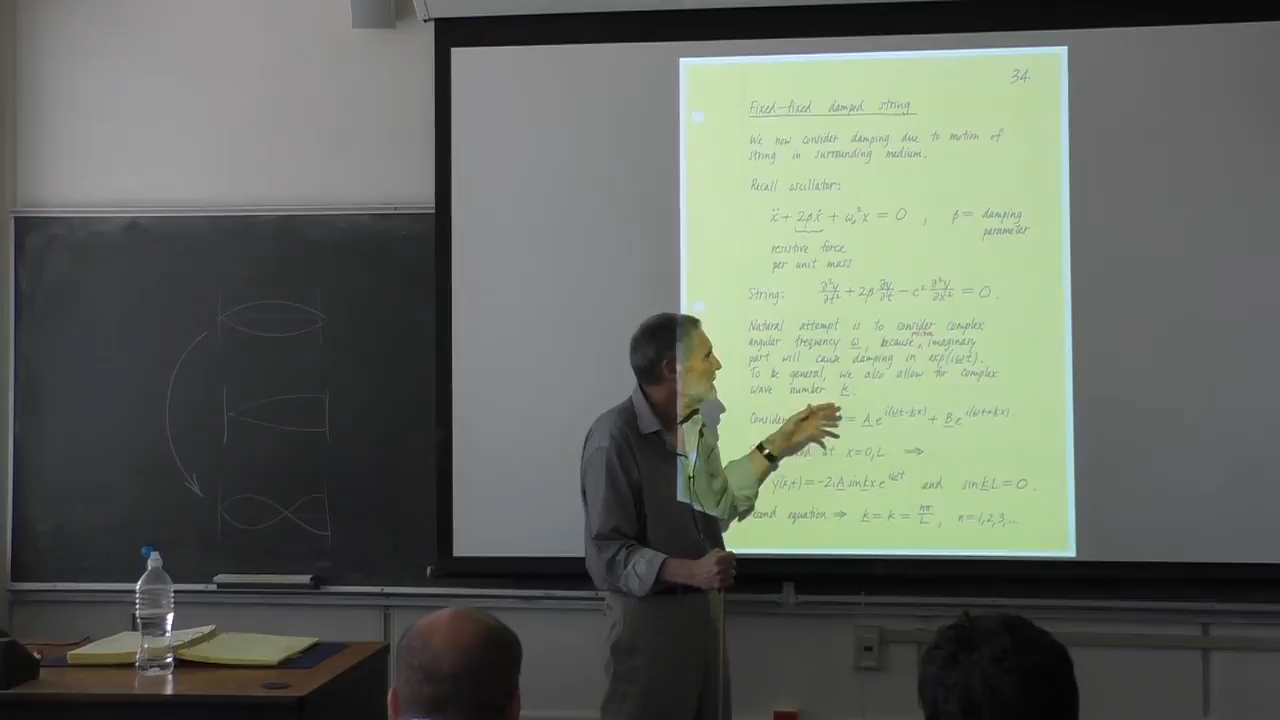 34
Fixed-fixed damped string
We now consider damping due to motion of
string in surrounding medium.
Recall oscillator:
ẍ + 2βẋ + ω₀²x = 0 , β = damping
parameter
resistive force
per unit mass
String: ∂²y/∂t² + 2β ∂y/∂t − c² ∂²y/∂x² = 0 .
Natural attempt is to consider complex
angular frequency ω, because imaginary
part will cause damping in exp(iωt).
To be general, we also allow for complex
wave number k.
Consider = A e^{i(ωt−kx)} + B e^{i(ωt+kx)}
at x=0,L ⇒
y(x,t) = −2iA sinkx e^{iωt} and sinkL = 0 .
equation ⇒ k = k = nπ/L , n=1,2,3,...